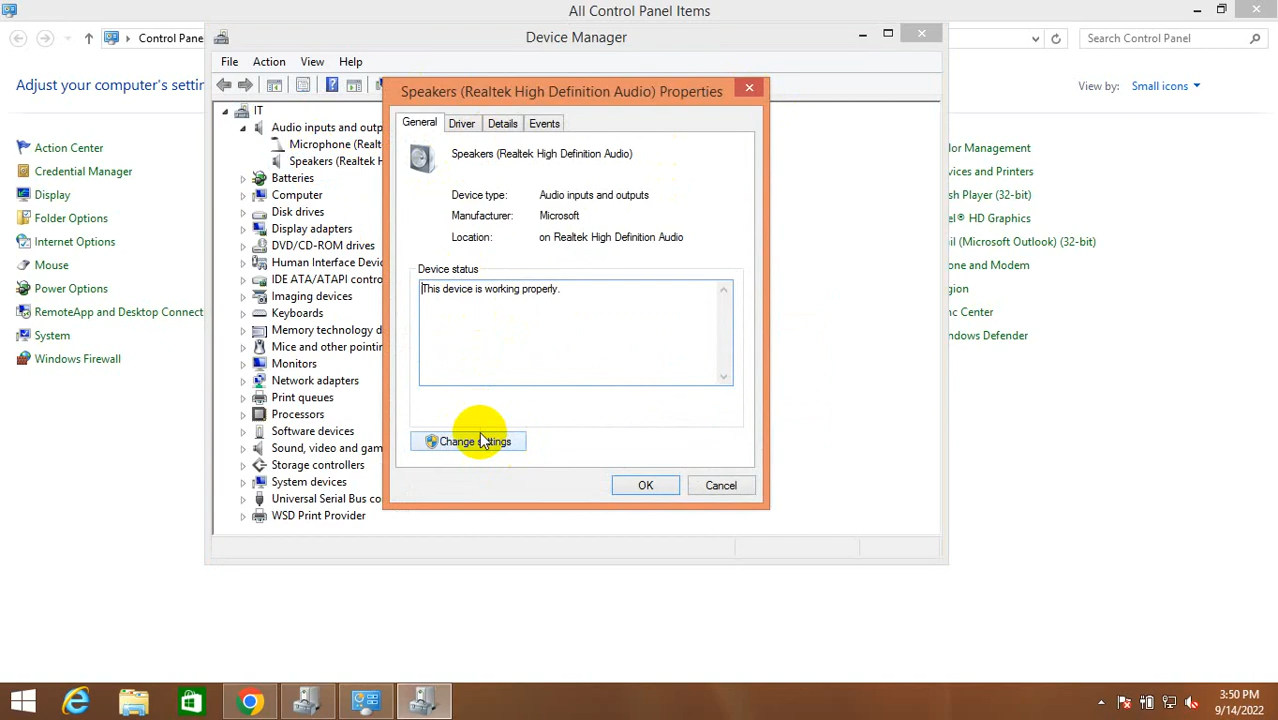 All Control Panel Items
Device Manager
Control Pane
Search Control Panel
File Action View Help
Adjust your computer's setti
View by: Small icons
Speakers (Realtek High Definition Audio) Properties
General Driver Details Events
Speakers (Realtek High Definition Audio)
Device type: Audio inputs and outputs
Manufacturer: Microsoft
Location: on Realtek High Definition Audio
Device status
This device is working properly.
Change settings
OK Cancel
IT
Audio inputs and outp
Microphone (Realt
Speakers (Realtek H
Batteries
Computer
Disk drives
Display adapters
DVD/CD-ROM drives
Human Interface Devic
IDE ATA/ATAPI contro
Imaging devices
Keyboards
Memory technology d
Mice and other pointin
Monitors
Network adapters
Print queues
Processors
Software devices
Sound, video and gam
Storage controllers
System devices
Universal Serial Bus co
WSD Print Provider
Action Center
Credential Manager
Display
Folder Options
Internet Options
Mouse
Power Options
RemoteApp and Desktop Connect
System
Windows Firewall
or Management
vices and Printers
sh Player (32-bit)
el® HD Graphics
il (Microsoft Outlook) (32-bit)
one and Modem
gion
nc Center
ndows Defender
3:50 PM
9/14/2022